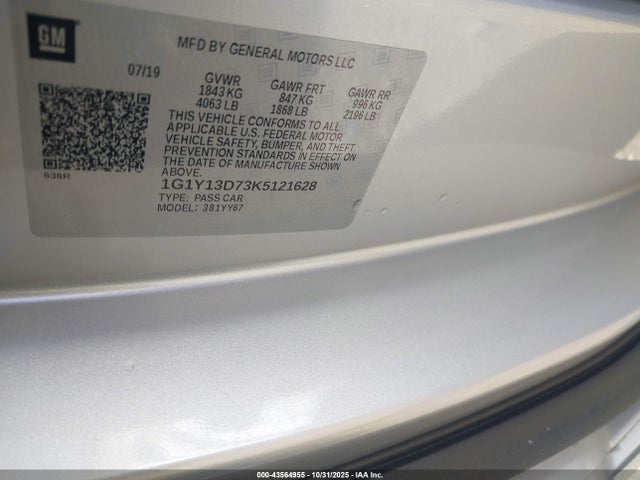 GM
MFD BY GENERAL MOTORS LLC
07/19
GVWR GAWR FRT GAWR RR
1843 KG 847 KG 996 KG
4063 LB 1868 LB 2196 LB
THIS VEHICLE CONFORMS TO ALL
APPLICABLE U.S. FEDERAL MOTOR
VEHICLE SAFETY, BUMPER, AND THEFT
PREVENTION STANDARDS IN EFFECT ON
THE DATE OF MANUFACTURE SHOWN
ABOVE.
636R
1G1Y13D73K5121628
TYPE: PASS CAR
MODEL: 381YY67
000-43564955 10/31/2025 - IAA Inc.